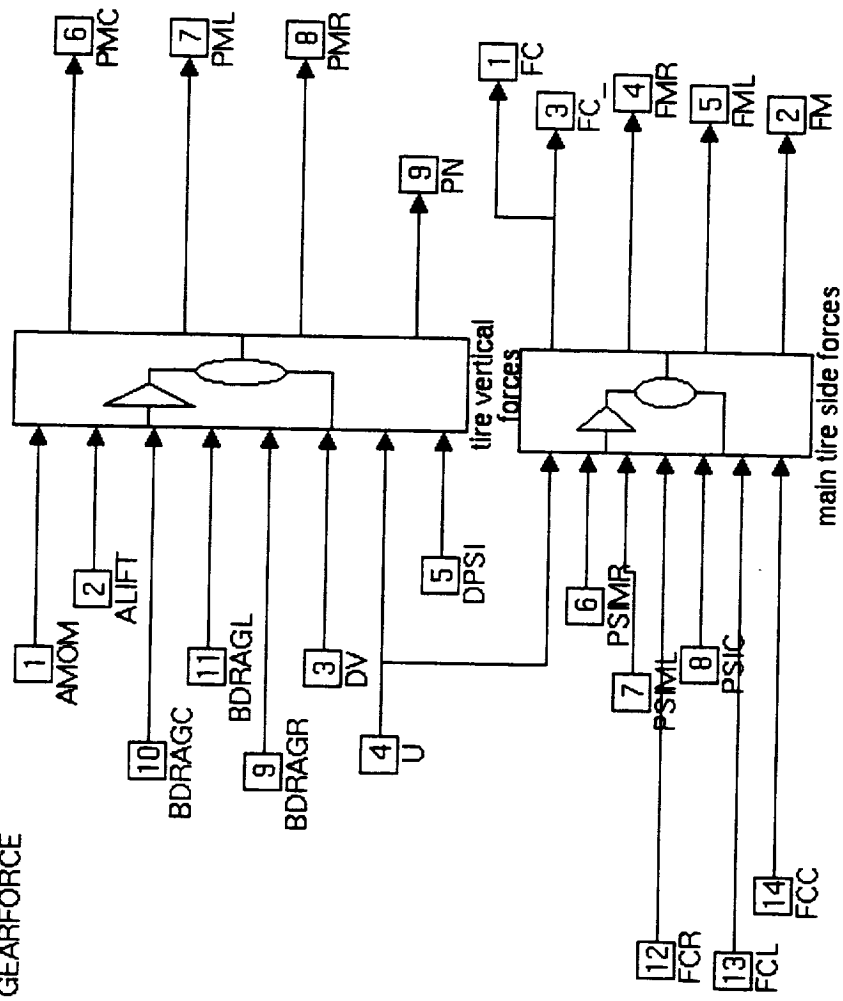 GEARFORCE
1
AMOM
2
ALIFT
10
BDRAGC
11
BDRAGL
9
BDRAGR
3
DV
4
U
5
DPSI
tire vertical
forces
6
PMC
7
PML
8
PMR
9
PN
6
PSIMR
7
PSIML
12
FCR
8
PSIC
13
FCL
14
FCC
main tire side forces
1
FC
3
FC_
4
FMR
5
FML
2
FM